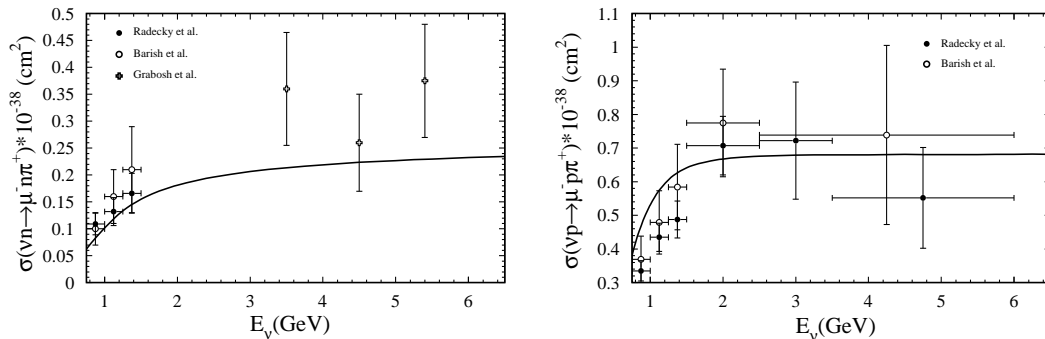 σ(νn→μ⁻nπ⁺)*10⁻³⁸ (cm²)
0.5
0.45
0.4
0.35
0.3
0.25
0.2
0.15
0.1
0.05
0
Radecky et al.
Barish et al.
Grabosh et al.
1 2 3 4 5 6
E_ν(GeV)
σ(νp→μ⁻pπ⁺)*10⁻³⁸ (cm²)
1.1
1
0.9
0.8
0.7
0.6
0.5
0.4
0.3
Radecky et al.
Barish et al.
1 2 3 4 5 6
E_ν(GeV)